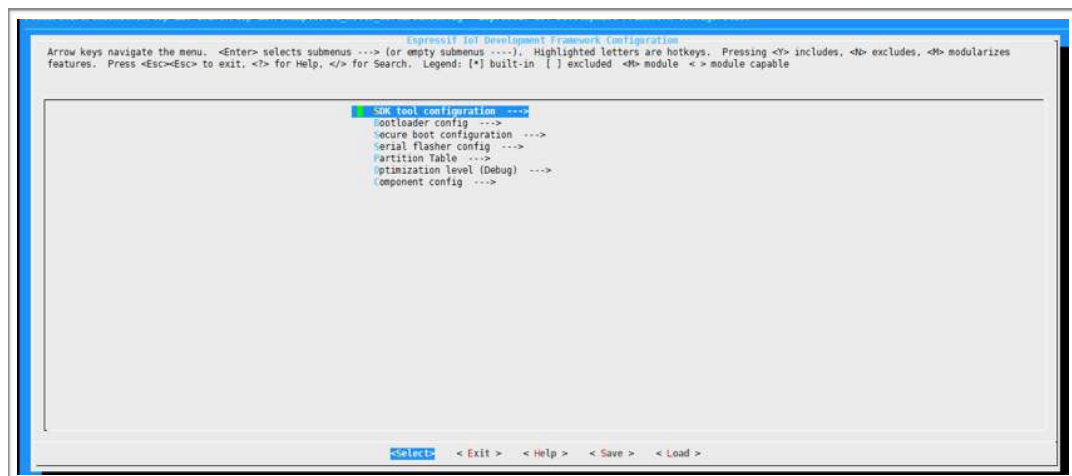 Espressif IoT Development Framework Configuration
Arrow keys navigate the menu.  <Enter> selects submenus ---> (or empty submenus ----).  Highlighted letters are hotkeys.  Pressing <Y> includes, <N> excludes, <M> modularizes
features.  Press <Esc><Esc> to exit, <?> for Help, </> for Search.  Legend: [*] built-in  [ ] excluded  <M> module  < > module capable
SDK tool configuration  --->
Bootloader config  --->
Secure boot configuration  --->
Serial flasher config  --->
Partition Table  --->
Optimization level (Debug)  --->
Component config  --->
<Select>    < Exit >    < Help >    < Save >    < Load >